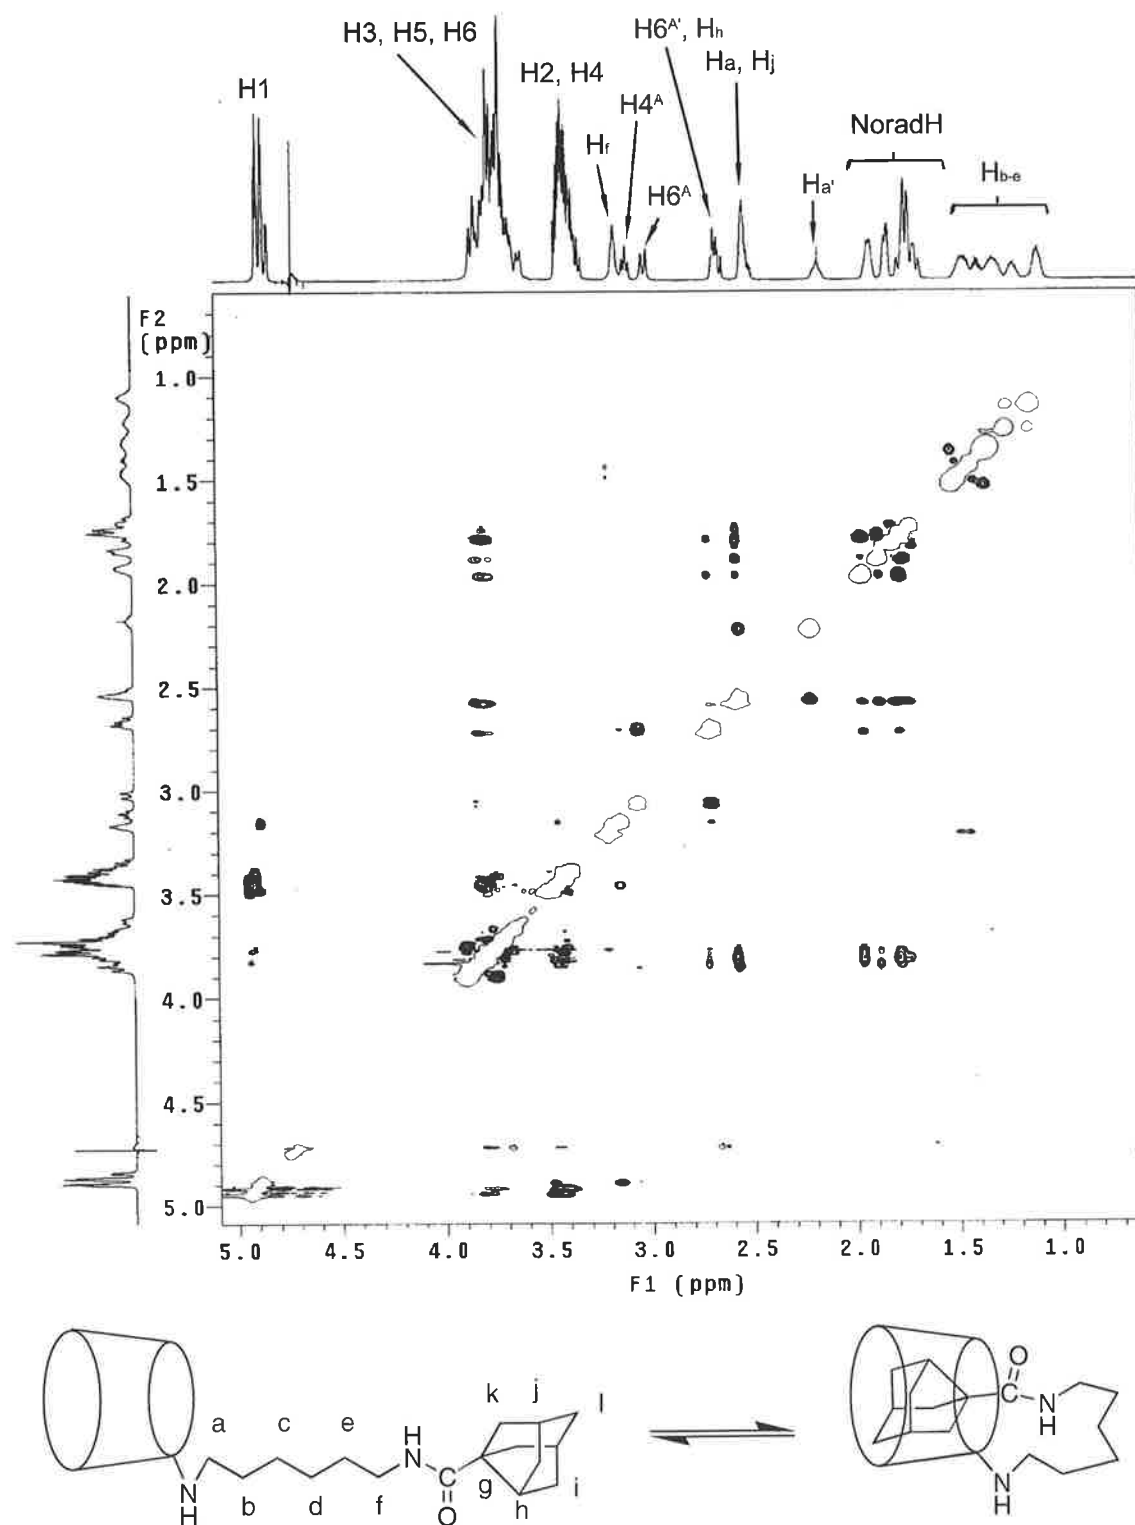 H3, H5, H6
H6A', Hh
Ha, Hj
H1
H2, H4
H4A
NoradH
Hf
H6A
Ha'
Hb-e
F2
(ppm)
1.0
1.5
2.0
2.5
3.0
3.5
4.0
4.5
5.0
5.0 4.5 4.0 3.5 3.0 2.5 2.0 1.5 1.0
F1 (ppm)
O
C
N
H
k j l
a c e
H
N
C
N
H
b d f
O
g h i
N
H